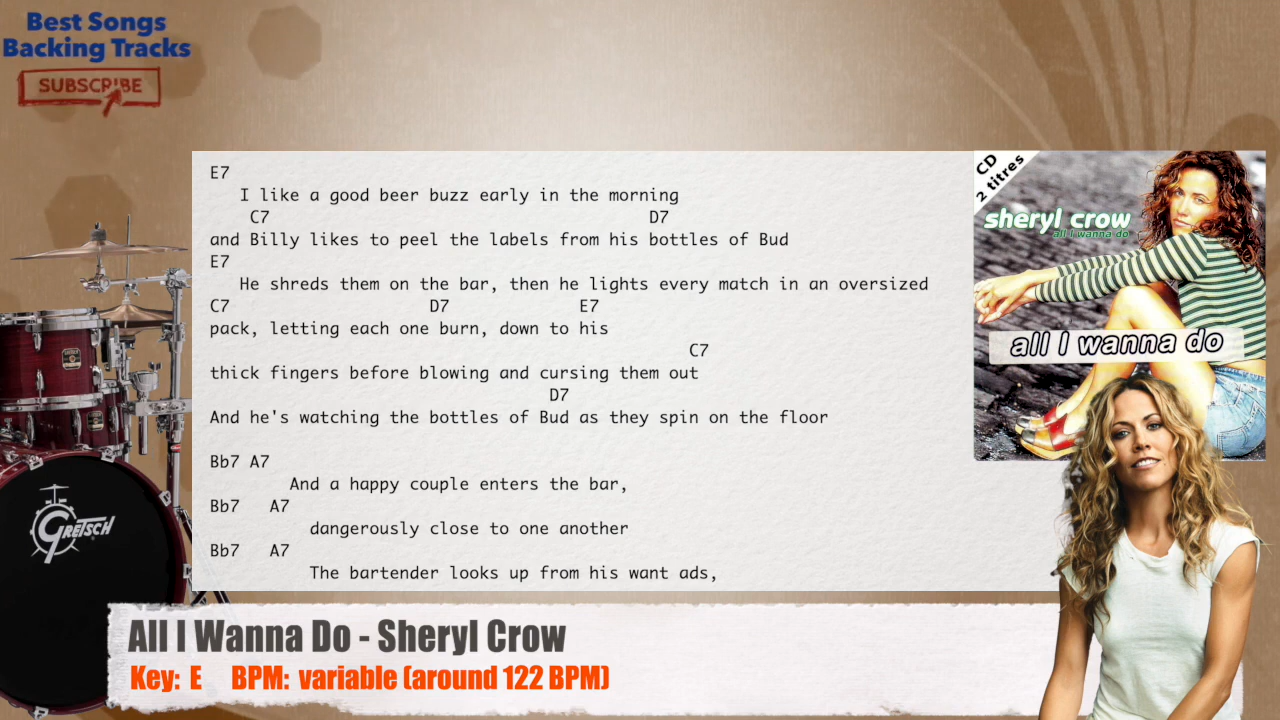 Best Songs
Backing Tracks
SUBSCRIBE
E7
I like a good beer buzz early in the morning
C7 D7
and Billy likes to peel the labels from his bottles of Bud
E7
He shreds them on the bar, then he lights every match in an oversized
C7 D7 E7
pack, letting each one burn, down to his
C7
thick fingers before blowing and cursing them out
D7
And he's watching the bottles of Bud as they spin on the floor
Bb7 A7
And a happy couple enters the bar,
Bb7 A7
dangerously close to one another
Bb7 A7
The bartender looks up from his want ads,
CD
2 titres
sheryl crow
all i wanna do
all I wanna do
GRETSCH
All I Wanna Do - Sheryl Crow
Key: E BPM: variable (around 122 BPM)